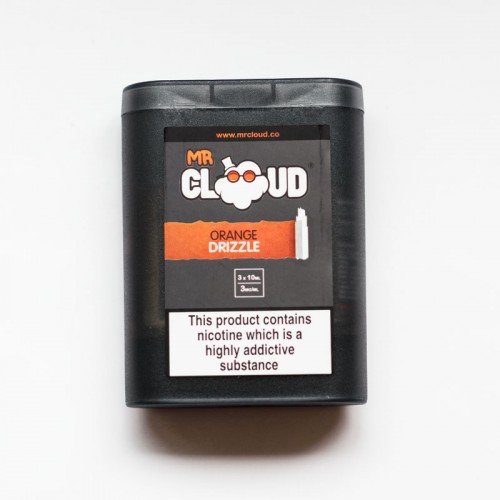 www.mrcloud.co
MR
CLOUD
ORANGE
DRIZZLE
3 x 10ML
3MG/ML
This product contains
nicotine which is a
highly addictive
substance